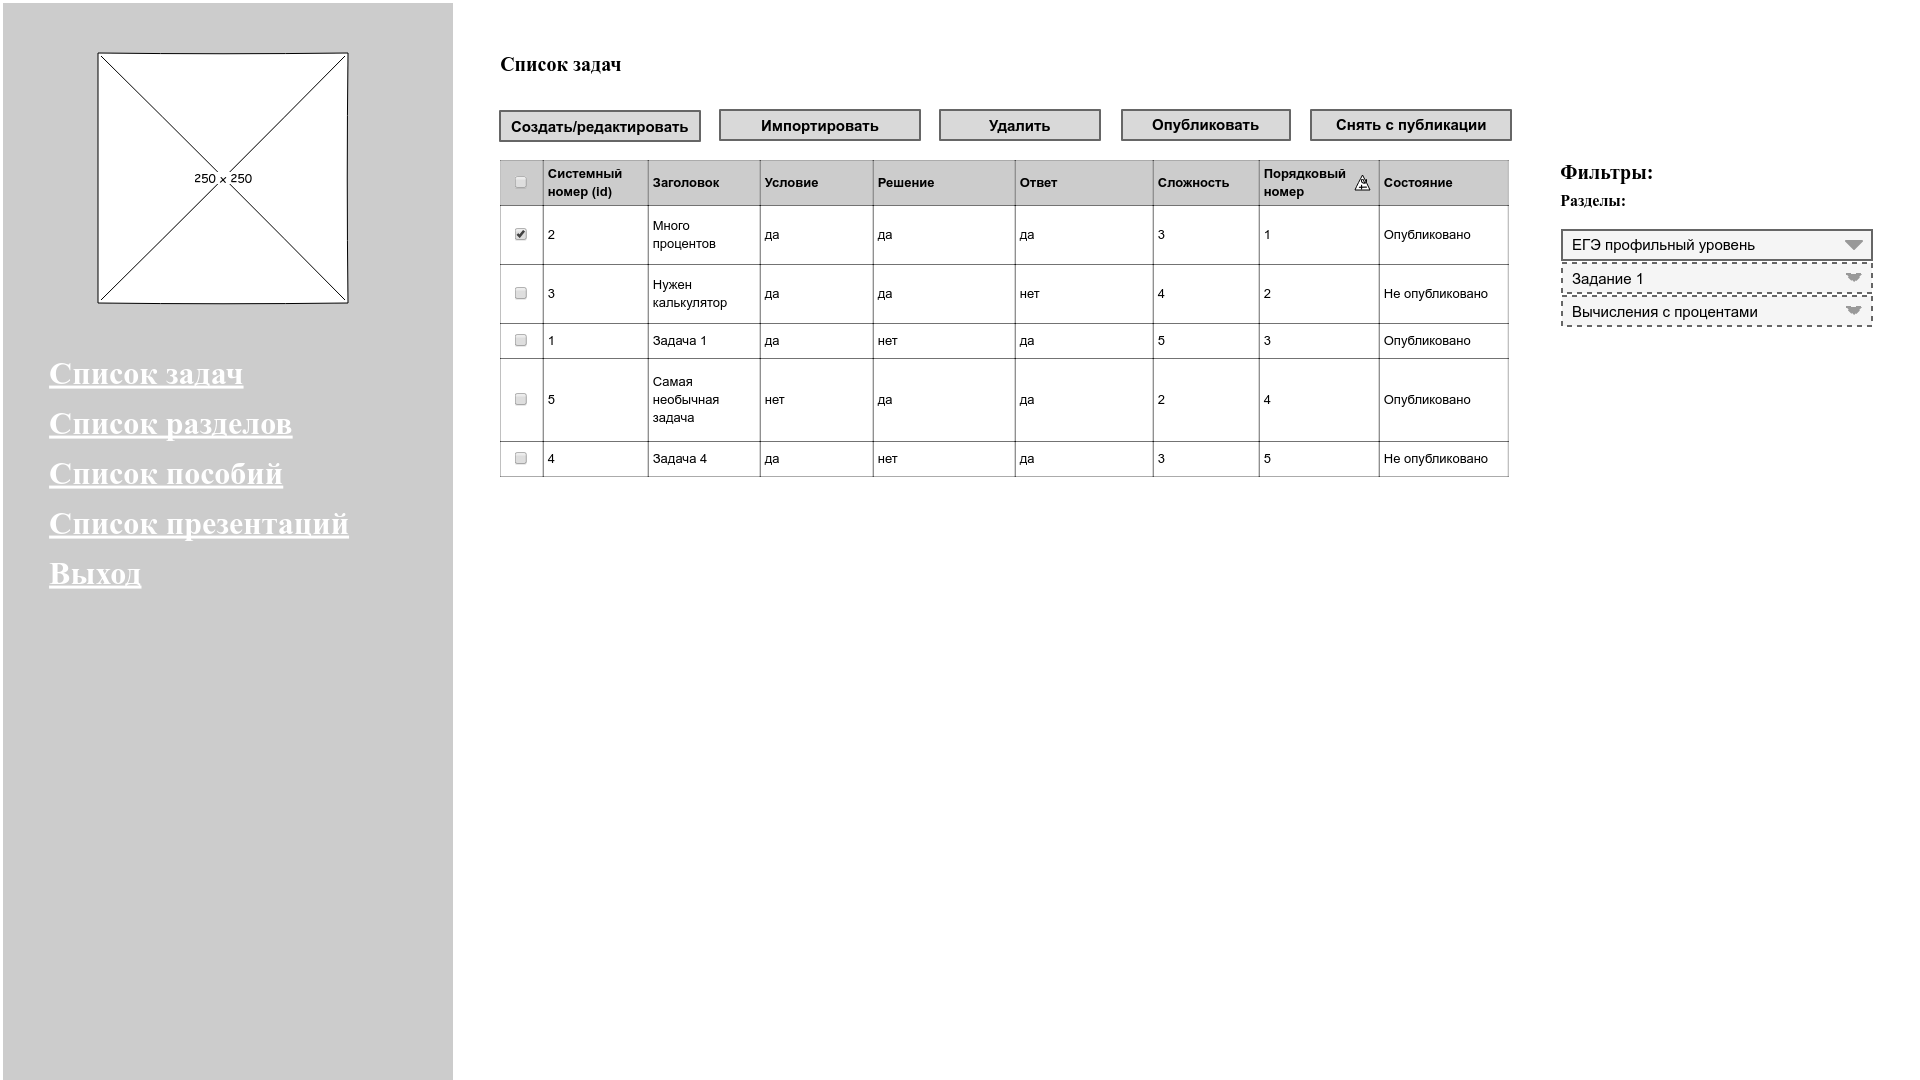 250 x 250
Список задач
Список разделов
Список пособий
Список презентаций
Выход
Список задач
Создать/редактировать
Импортировать
Удалить
Опубликовать
Снять с публикации
Системный номер (id) Заголовок Условие Решение Ответ Сложность Порядковый номер Состояние
2 Много процентов да да да 3 1 Опубликовано
3 Нужен калькулятор да да нет 4 2 Не опубликовано
1 Задача 1 да нет да 5 3 Опубликовано
5 Самая необычная задача нет да да 2 4 Опубликовано
4 Задача 4 да нет да 3 5 Не опубликовано
Фильтры:
Разделы:
ЕГЭ профильный уровень
Задание 1
Вычисления с процентами